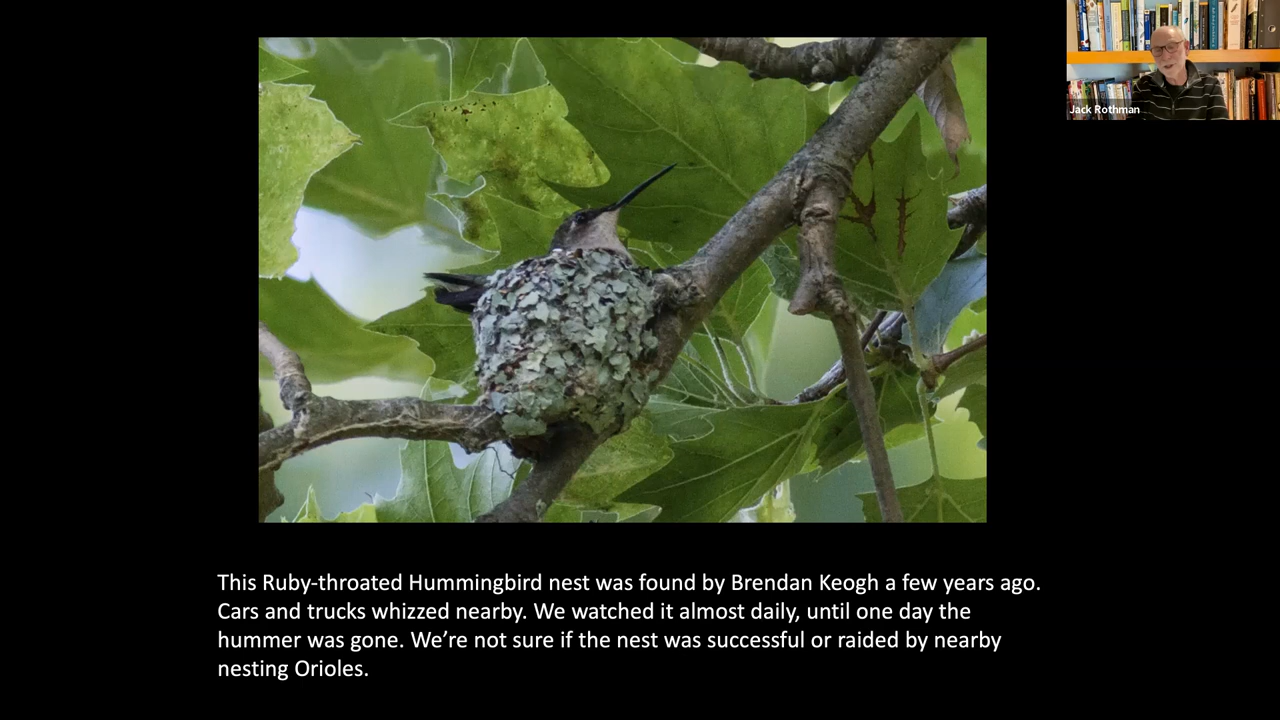 Jack Rothman
This Ruby-throated Hummingbird nest was found by Brendan Keogh a few years ago.
Cars and trucks whizzed nearby. We watched it almost daily, until one day the
hummer was gone. We’re not sure if the nest was successful or raided by nearby
nesting Orioles.